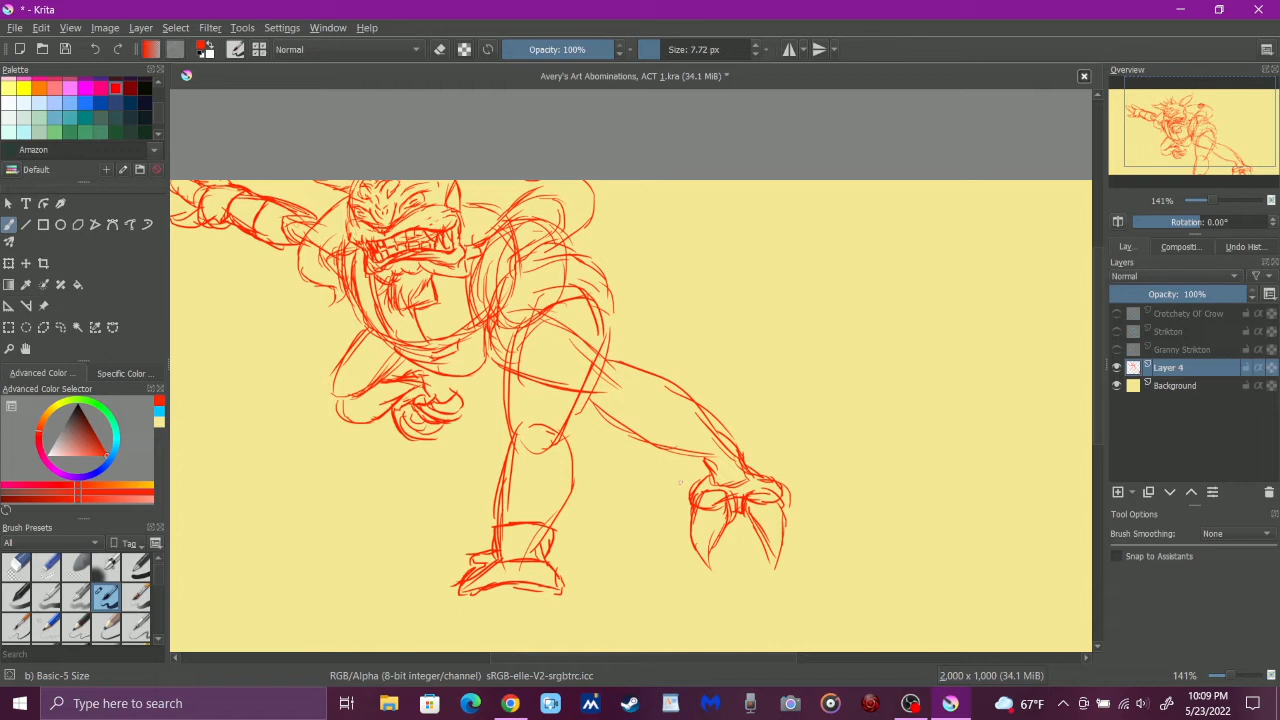 * - Krita
File Edit View Image Layer Select Filter Tools Settings Window Help
Normal Opacity: 100% Size: 7.72 px
Palette
Avery's Art Abominations, ACT 1.kra (34.1 MiB) *
Overview
Amazon
Default
141%
Rotation: 0.00°
Lay... Compositi... Undo Hist...
Layers
Normal
Opacity: 100%
Crotchety Ol' Crow
Strikton
Granny Strikton
Layer 4
Background
Advanced Color ... Specific Color ...
Advanced Color Selector
Tool Options
Brush Smoothing: None
Snap to Assistants
Brush Presets
All Tag
Search
b) Basic-5 Size
RGB/Alpha (8-bit integer/channel) sRGB-elle-V2-srgbtrc.icc
2,000 x 1,000 (34.1 MiB)
141%
Type here to search
67°F
10:09 PM
5/23/2022